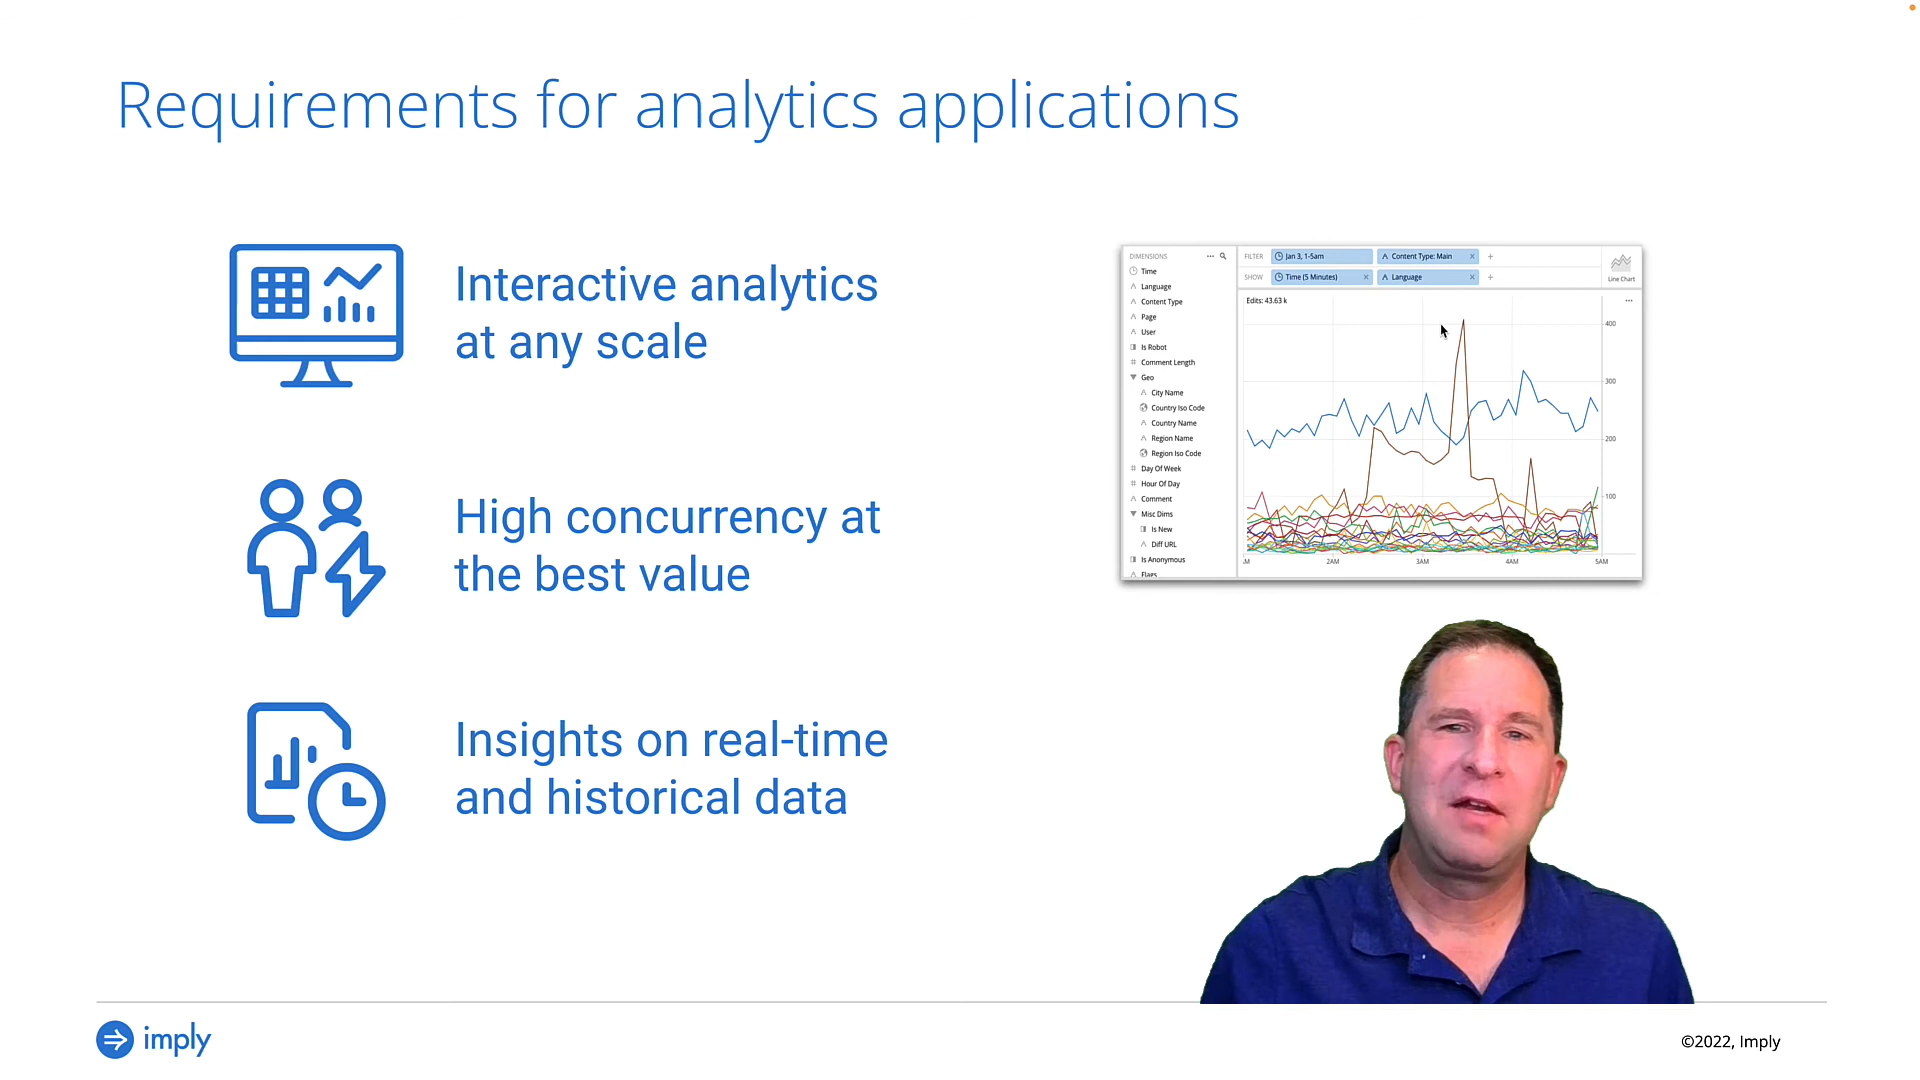 Requirements for analytics applications
Interactive analytics
at any scale
High concurrency at
the best value
Insights on real-time
and historical data
DIMENSIONS
Time
Language
Content Type
Page
User
Is Robot
Comment Length
Geo
City Name
Country Iso Code
Country Name
Region Name
Region Iso Code
Day Of Week
Hour Of Day
Comment
Misc Dims
Is New
Diff URL
Is Anonymous
Flags
FILTER Jan 3, 1-5am Content Type: Main
SHOW Time (5 Minutes) Language
Line Chart
Edits: 43.63 k
400
300
200
100
2AM 3AM 4AM 5AM
imply
©2022, Imply